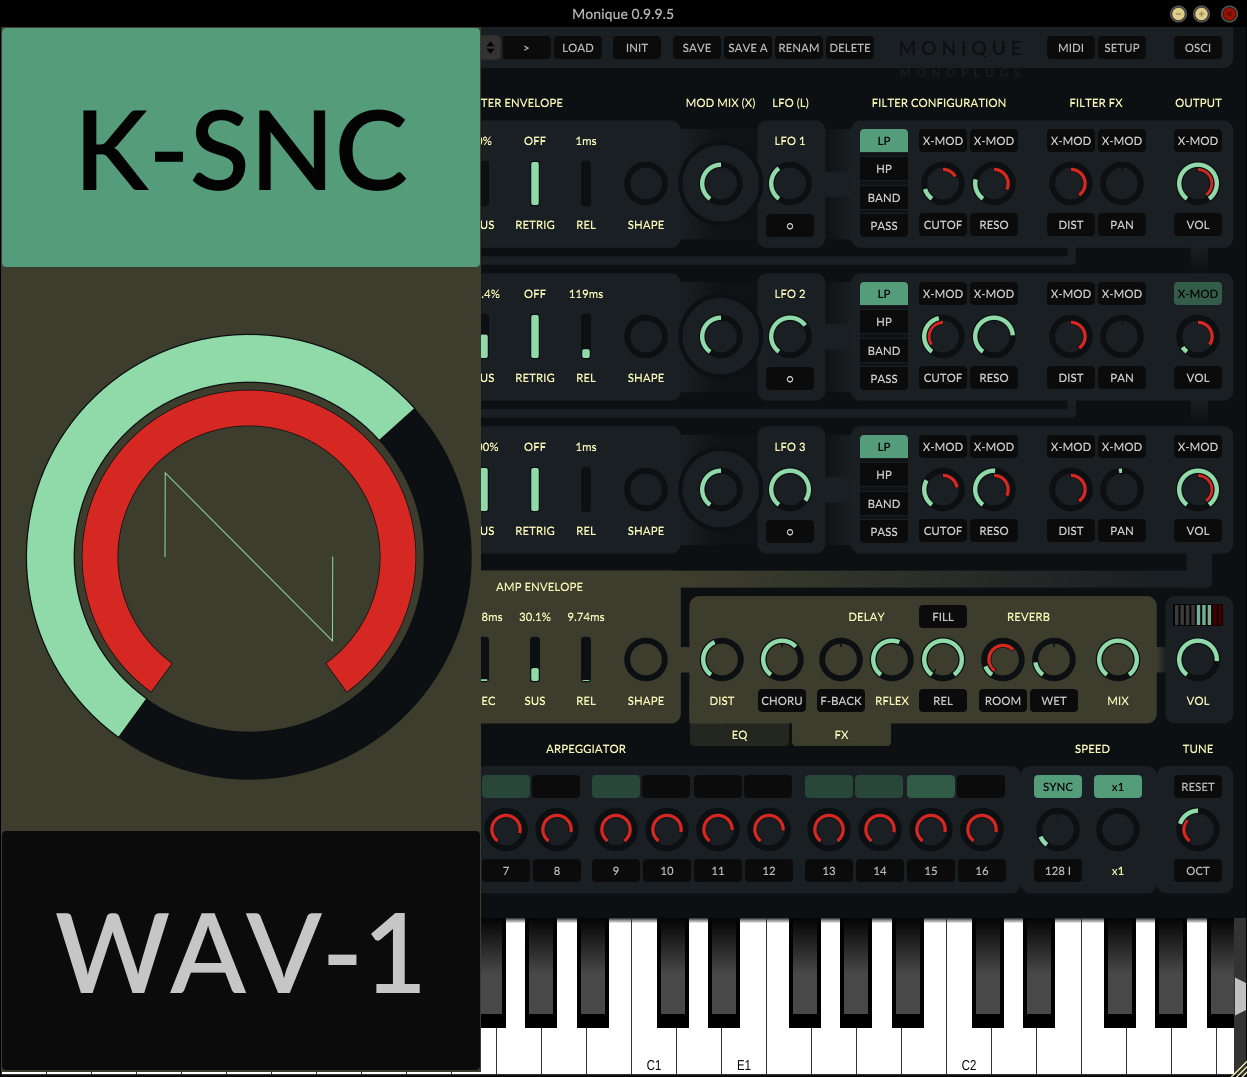 Monique 0.9.9.5
K-SNC
WAV-1
> LOAD INIT SAVE SAVE A RENAM DELETE MONIQUE MIDI SETUP OSCI
MONOPLUGS
TER ENVELOPE MOD MIX (X) LFO (L) FILTER CONFIGURATION FILTER FX OUTPUT
0% OFF 1ms LFO 1 LP X-MOD X-MOD X-MOD X-MOD X-MOD
HP
BAND
US RETRIG REL SHAPE o PASS CUTOF RESO DIST PAN VOL
.4% OFF 119ms LFO 2 LP X-MOD X-MOD X-MOD X-MOD X-MOD
HP
BAND
US RETRIG REL SHAPE o PASS CUTOF RESO DIST PAN VOL
00% OFF 1ms LFO 3 LP X-MOD X-MOD X-MOD X-MOD X-MOD
HP
BAND
US RETRIG REL SHAPE o PASS CUTOF RESO DIST PAN VOL
AMP ENVELOPE
8ms 30.1% 9.74ms DELAY FILL REVERB
EC SUS REL SHAPE DIST CHORU F-BACK RFLEX REL ROOM WET MIX VOL
EQ FX
ARPEGGIATOR SPEED TUNE
SYNC x1 RESET
7 8 9 10 11 12 13 14 15 16 128 I x1 OCT
C1 E1 C2